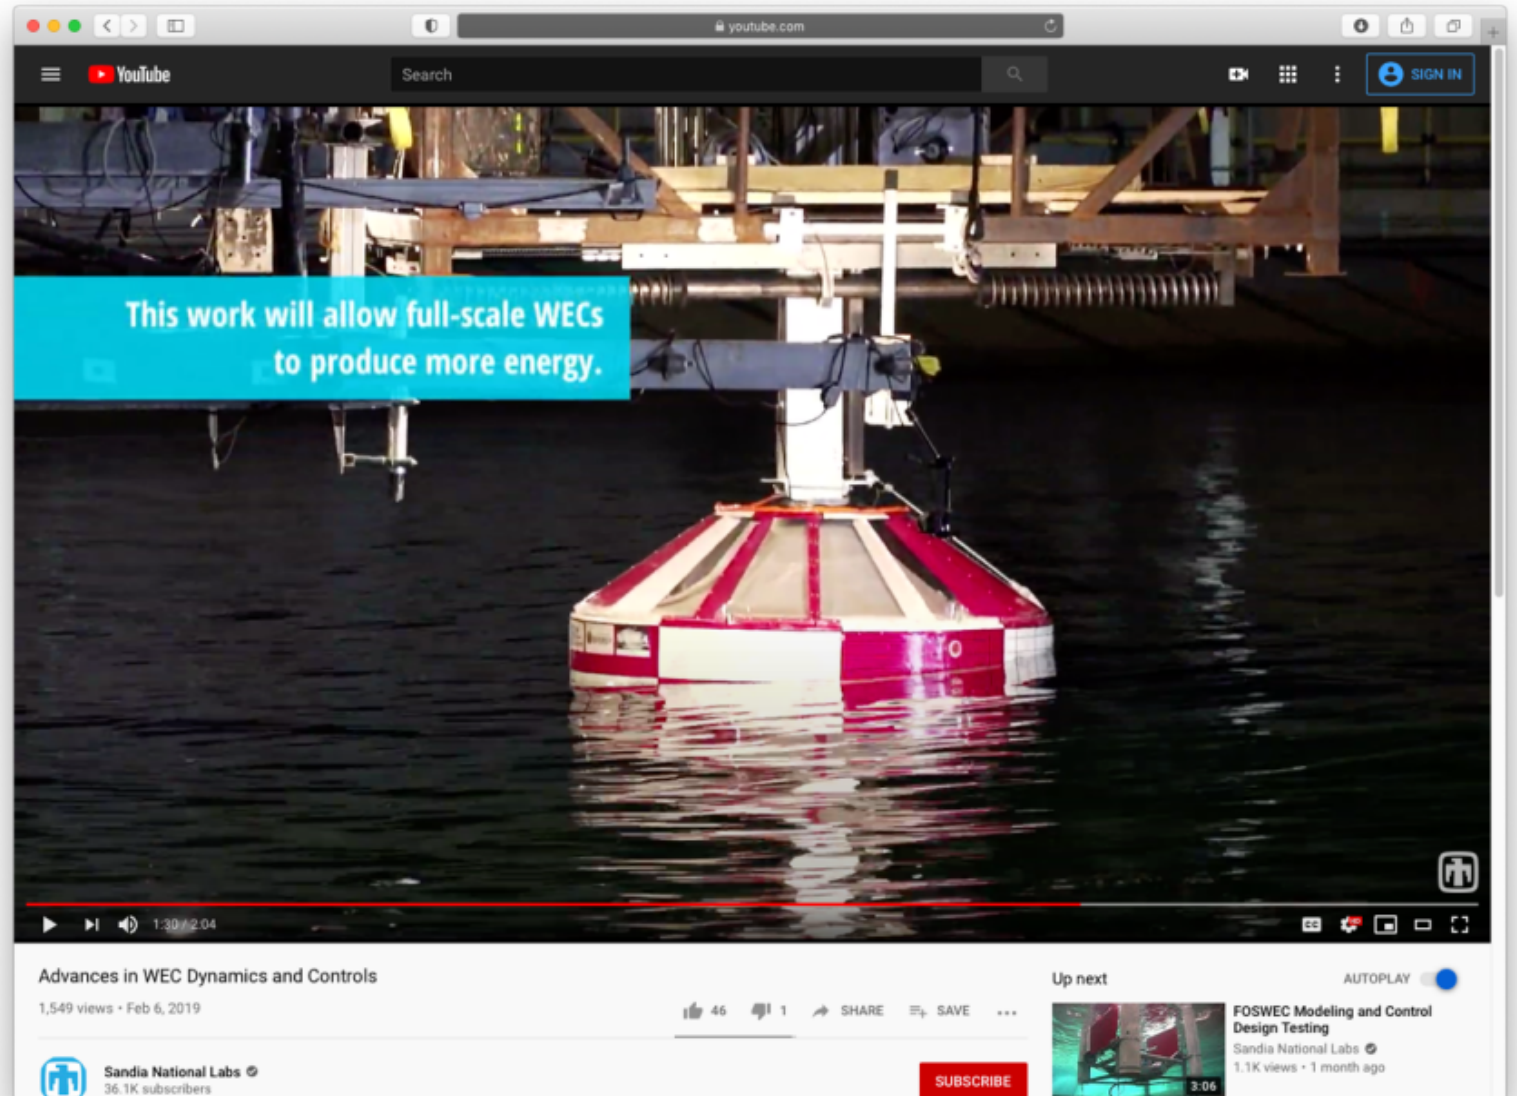 youtube.com
YouTube
Search
SIGN IN
This work will allow full-scale WECs
to produce more energy.
1:30 / 2:04
CC
HD
Advances in WEC Dynamics and Controls
1,549 views • Feb 6, 2019
46
1
SHARE
SAVE
Sandia National Labs
36.1K subscribers
SUBSCRIBE
Up next
AUTOPLAY
FOSWEC Modeling and Control
Design Testing
Sandia National Labs
1.1K views • 1 month ago
3:06